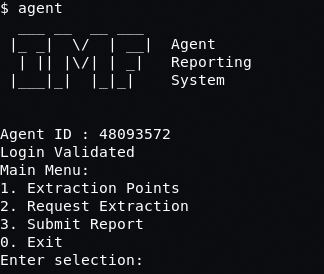 $ agent
IMF
Agent
Reporting
System
Agent ID : 48093572
Login Validated
Main Menu:
1. Extraction Points
2. Request Extraction
3. Submit Report
0. Exit
Enter selection: